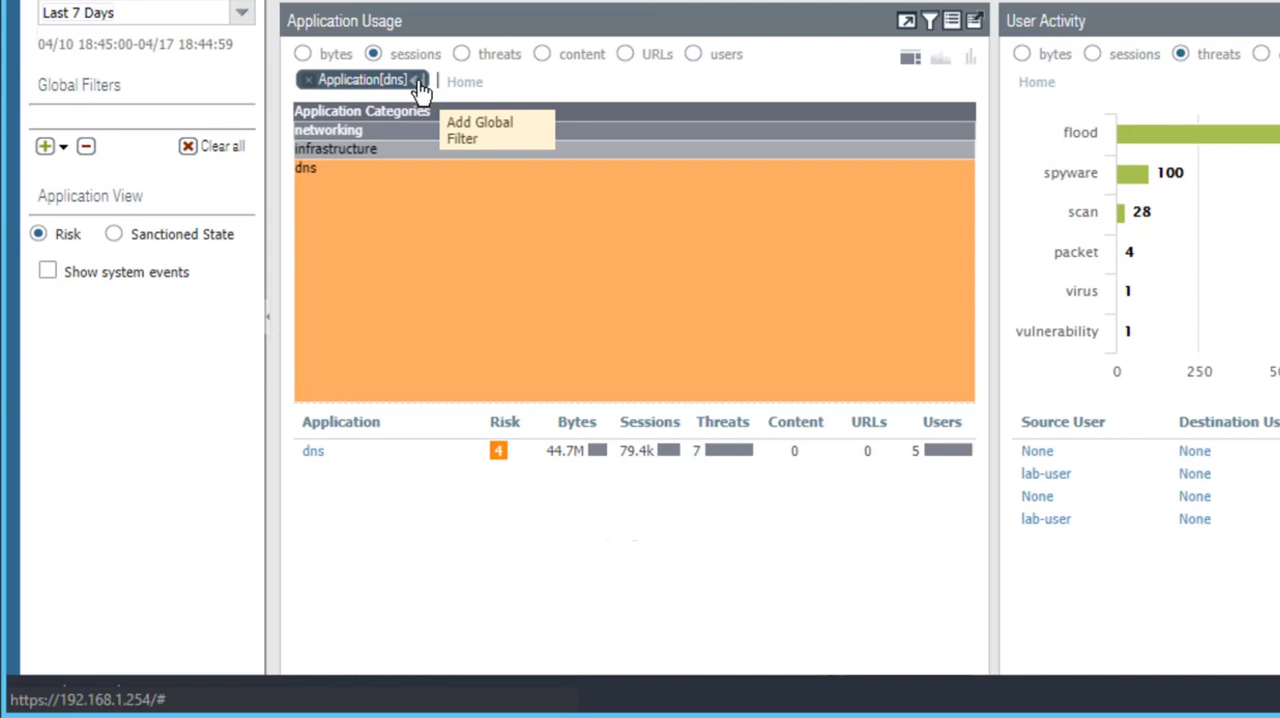 Last 7 Days
04/10 18:45:00-04/17 18:44:59
Global Filters
Clear all
Application View
Risk
Sanctioned State
Show system events
Application Usage
bytes sessions threats content URLs users
Application[dns] Home
Add Global
Filter
Application Categories
networking
infrastructure
dns
Application Risk Bytes Sessions Threats Content URLs Users
dns 4 44.7M 79.4k 7 0 0 5
User Activity
bytes sessions threats
Home
flood
spyware 100
scan 28
packet 4
virus 1
vulnerability 1
0 250 50
Source User Destination Us
None None
lab-user None
None None
lab-user None
https://192.168.1.254/#